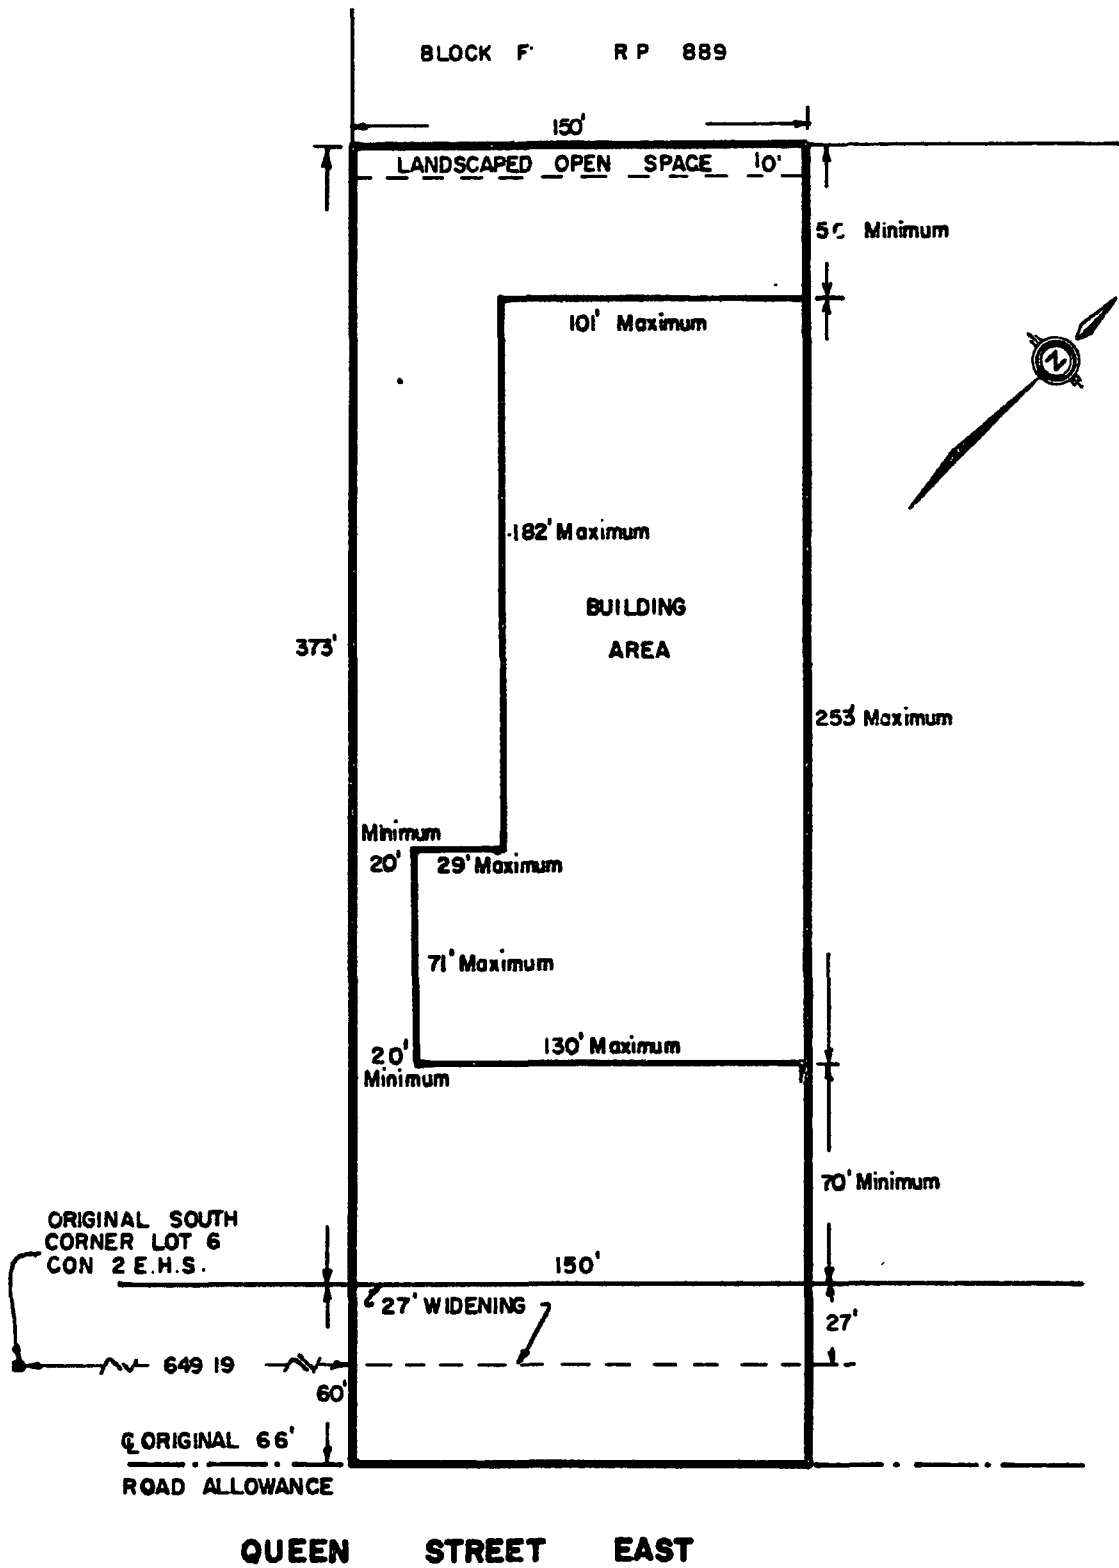 BLOCK F RP 889
150'
LANDSCAPED OPEN SPACE 10'
Minimum
101' Maximum
N
182' Maximum
BUILDING
AREA
373'
253' Maximum
Minimum
20' 29' Maximum
71' Maximum
130' Maximum
20'
Minimum
70' Minimum
ORIGINAL SOUTH
CORNER LOT 6
CON 2 E.H.S.
150'
27' WIDENING
27'
649 19
60'
℄ ORIGINAL 66'
ROAD ALLOWANCE
QUEEN STREET EAST